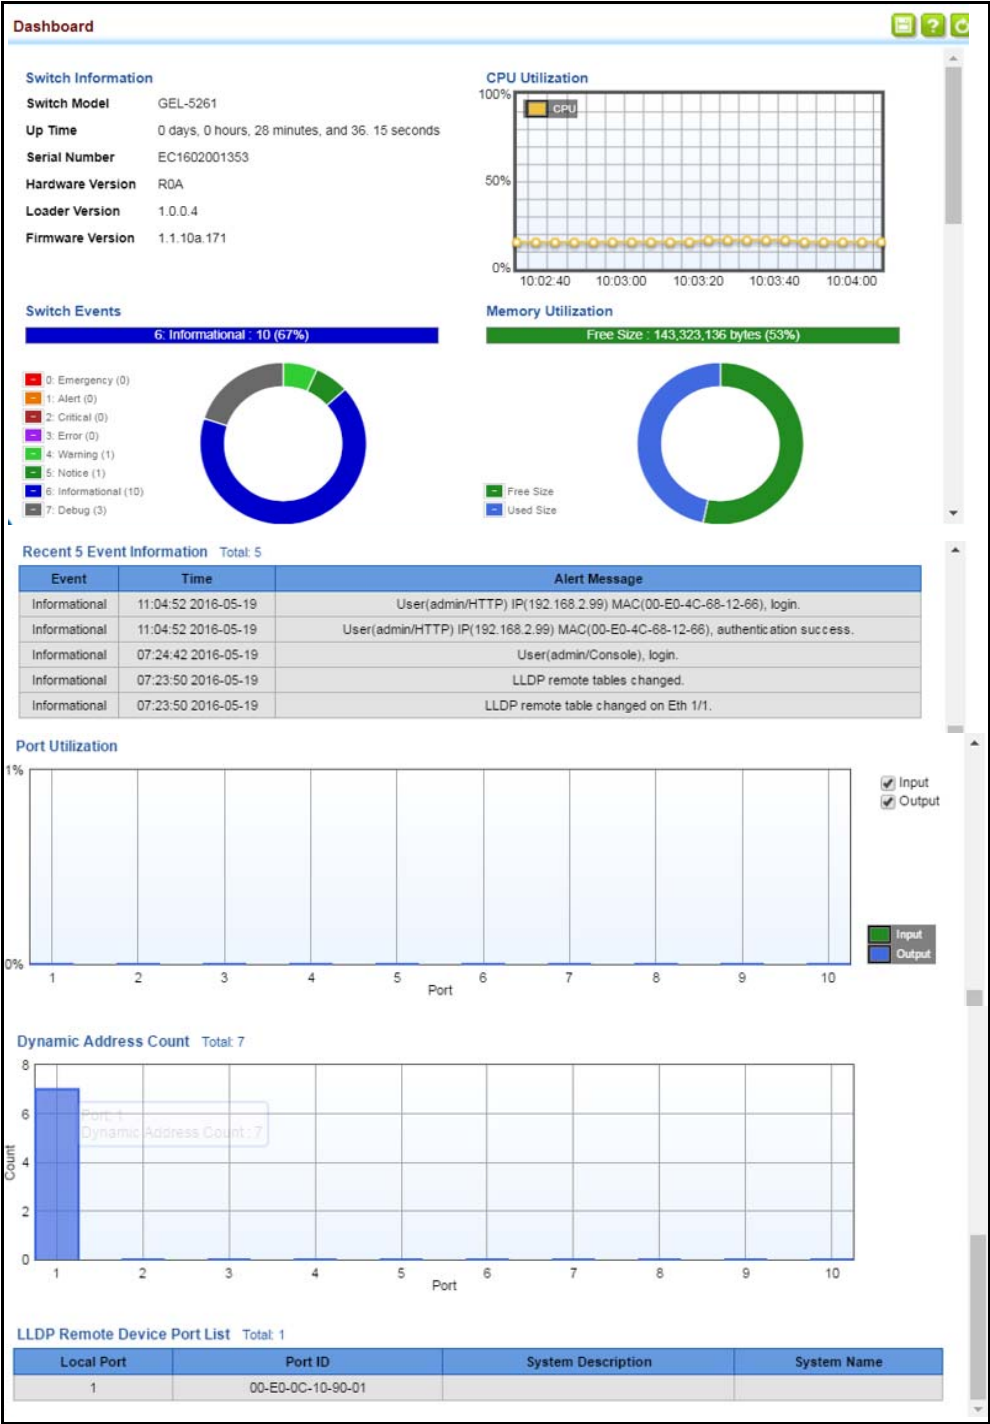 Dashboard
Switch Information
Switch Model GEL-5261
Up Time 0 days, 0 hours, 28 minutes, and 36. 15 seconds
Serial Number EC1602001353
Hardware Version R0A
Loader Version 1.0.0.4
Firmware Version 1.1.10a.171
CPU Utilization
100%
CPU
50%
0%
10:02:40 10:03:00 10:03:20 10:03:40 10:04:00
Switch Events
6: Informational : 10 (67%)
0: Emergency (0)
1: Alert (0)
2: Critical (0)
3: Error (0)
4: Warning (1)
5: Notice (1)
6: Informational (10)
7: Debug (3)
Memory Utilization
Free Size : 143,323,136 bytes (53%)
Free Size
Used Size
Recent 5 Event Information Total: 5
Event Time Alert Message
Informational 11:04:52 2016-05-19 User(admin/HTTP) IP(192.168.2.99) MAC(00-E0-4C-68-12-66), login.
Informational 11:04:52 2016-05-19 User(admin/HTTP) IP(192.168.2.99) MAC(00-E0-4C-68-12-66), authentication success.
Informational 07:24:42 2016-05-19 User(admin/Console), login.
Informational 07:23:50 2016-05-19 LLDP remote tables changed.
Informational 07:23:50 2016-05-19 LLDP remote table changed on Eth 1/1.
Port Utilization
1%
Input
Output
Input
Output
0%
1 2 3 4 5 6 7 8 9 10
Port
Dynamic Address Count Total: 7
8
6
4
2
0
Count
Port: 1
Dynamic Address Count : 7
1 2 3 4 5 6 7 8 9 10
Port
LLDP Remote Device Port List Total: 1
Local Port Port ID System Description System Name
1 00-E0-0C-10-90-01